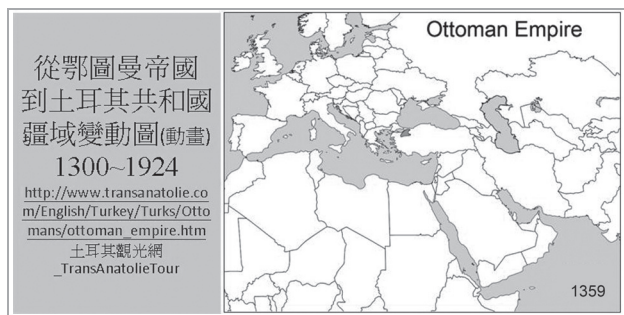 從鄂圖曼帝國
到土耳其共和國
疆域變動圖(動畫)
1300~1924
http://www.transanatolie.co
m/English/Turkey/Turks/Otto
mans/ottoman_empire.htm
土耳其觀光網
_TransAnatolieTour
Ottoman Empire
1359